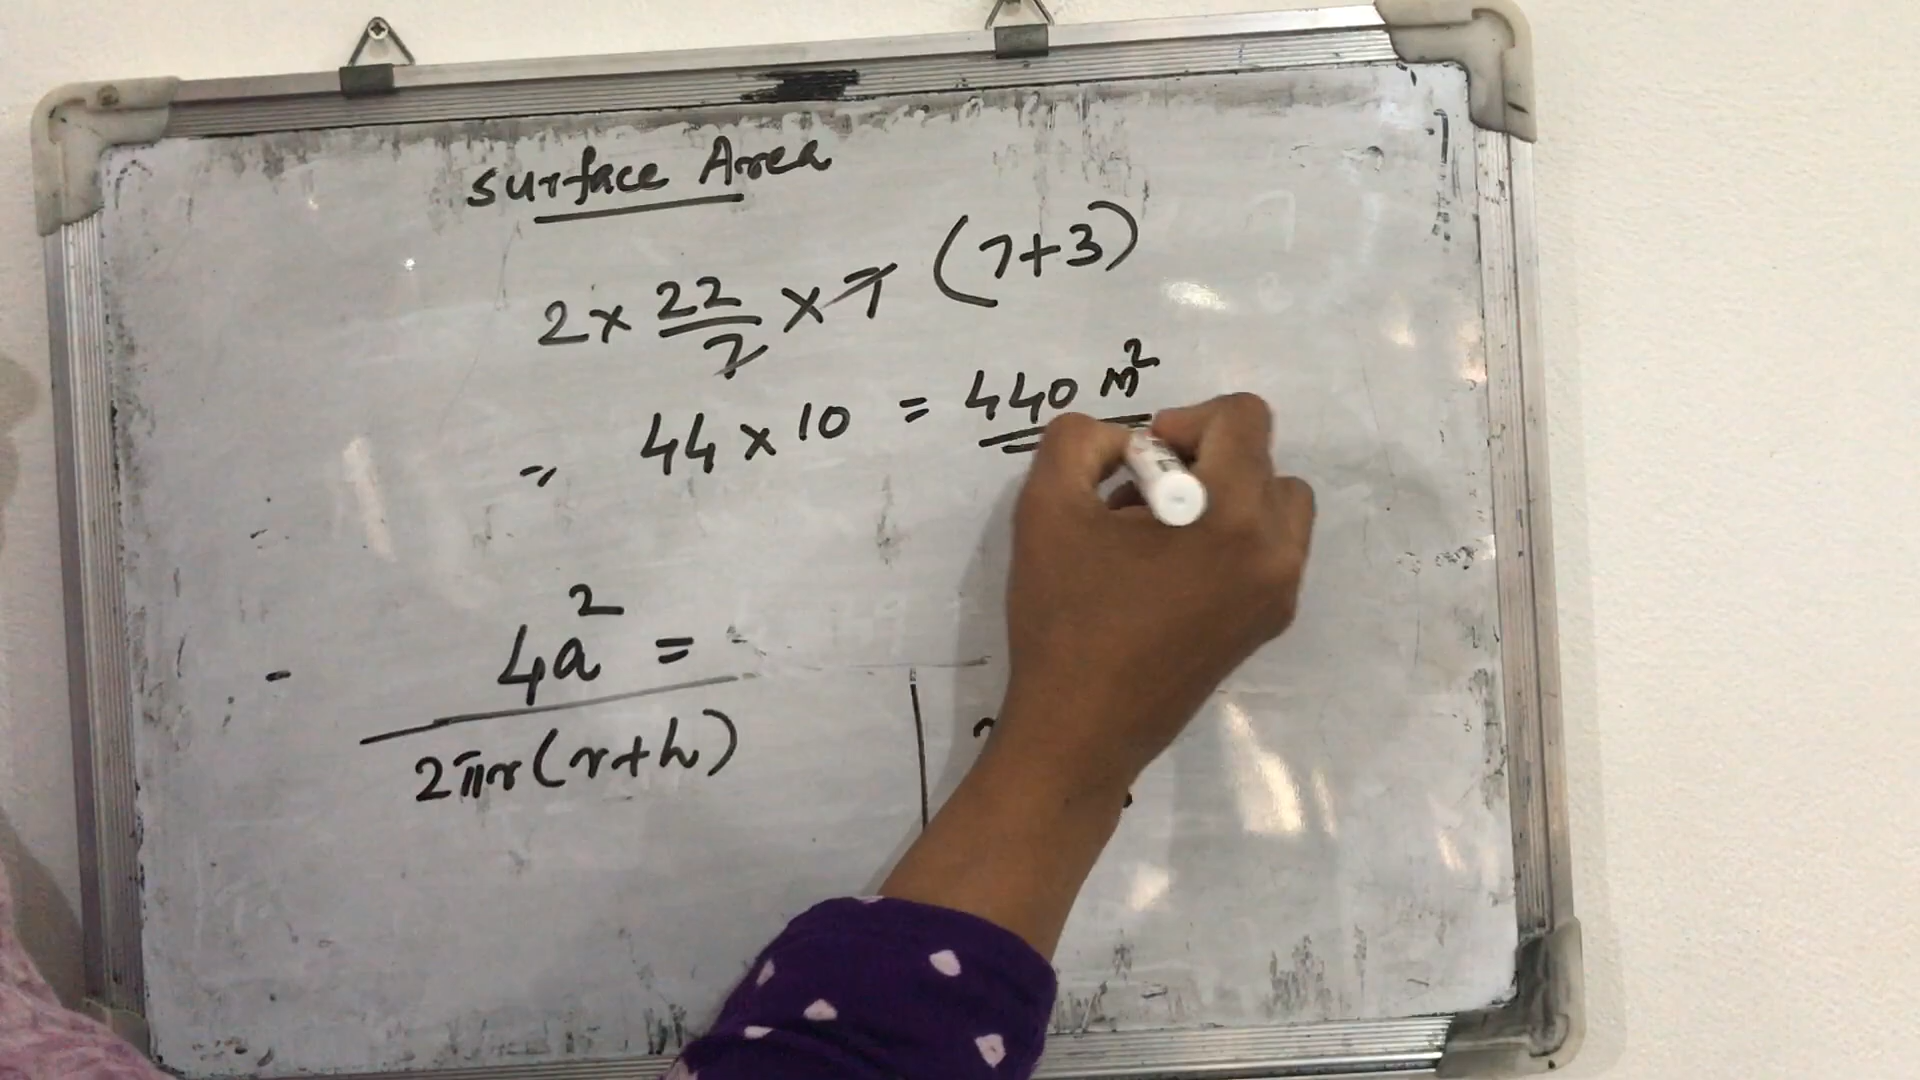 Surface Area
2 × 22/7 × 7 (7+3)
= 44 × 10 = 440 m²
4a² =
2πr(r+h)